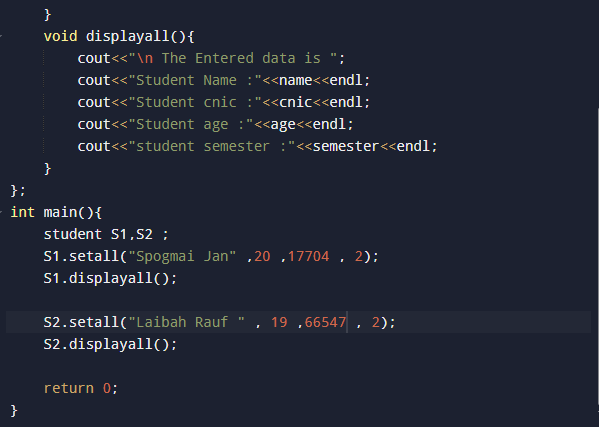 }
void displayall(){
cout<<"\n The Entered data is ";
cout<<"Student Name :"<<name<<endl;
cout<<"Student cnic :"<<cnic<<endl;
cout<<"Student age :"<<age<<endl;
cout<<"student semester :"<<semester<<endl;
}
};
int main(){
student S1,S2 ;
S1.setall("Spogmai Jan" ,20 ,17704 , 2);
S1.displayall();
S2.setall("Laibah Rauf " , 19 ,66547 , 2);
S2.displayall();
return 0;
}